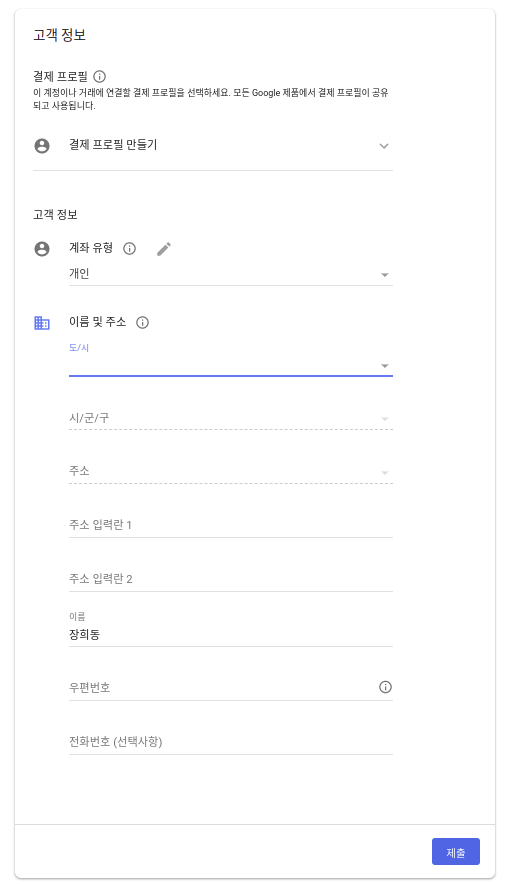 고객 정보
결제 프로필
이 계정이나 거래에 연결할 결제 프로필을 선택하세요. 모든 Google 제품에서 결제 프로필이 공유
되고 사용됩니다.
결제 프로필 만들기
고객 정보
계좌 유형
개인
이름 및 주소
도/시
시/군/구
주소
주소 입력란 1
주소 입력란 2
이름
장희동
우편번호
전화번호 (선택사항)
제출